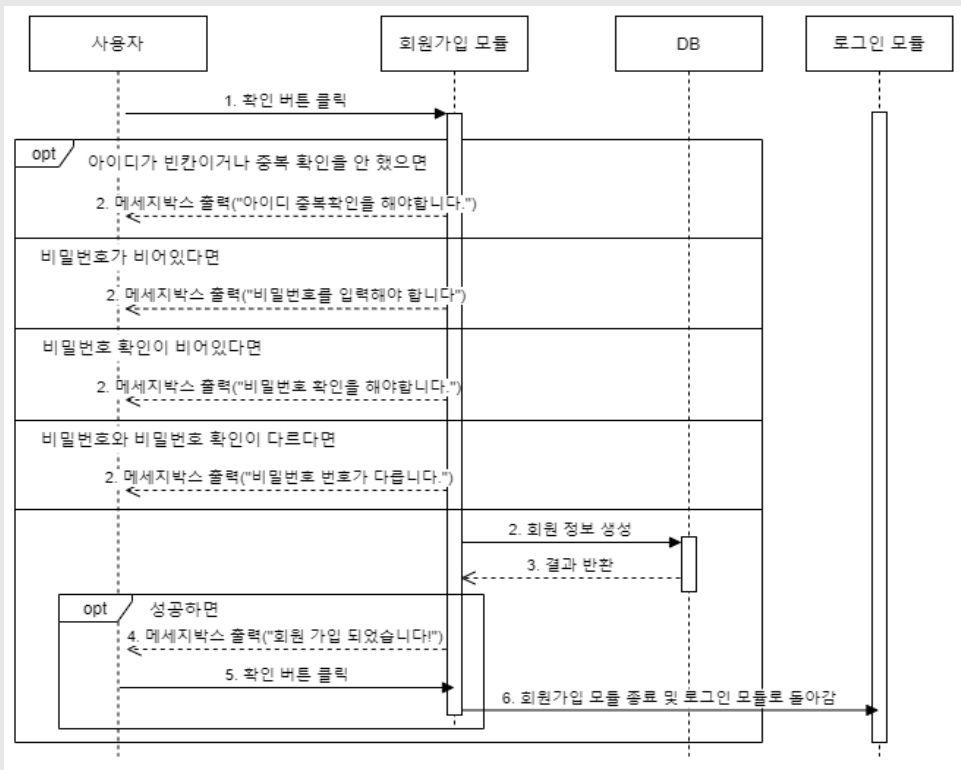 사용자
회원가입 모듈
DB
로그인 모듈
1. 확인 버튼 클릭
opt
아이디가 빈칸이거나 중복 확인을 안 했으면
2. 메세지박스 출력("아이디 중복확인을 해야합니다.")
비밀번호가 비어있다면
2. 메세지박스 출력("비밀번호를 입력해야 합니다")
비밀번호 확인이 비어있다면
2. 메세지박스 출력("비밀번호 확인을 해야합니다.")
비밀번호와 비밀번호 확인이 다르다면
2. 메세지박스 출력("비밀번호 번호가 다릅니다.")
2. 회원 정보 생성
3. 결과 반환
opt
성공하면
4. 메세지박스 출력("회원 가입 되었습니다!")
5. 확인 버튼 클릭
6. 회원가입 모듈 종료 및 로그인 모듈로 돌아감